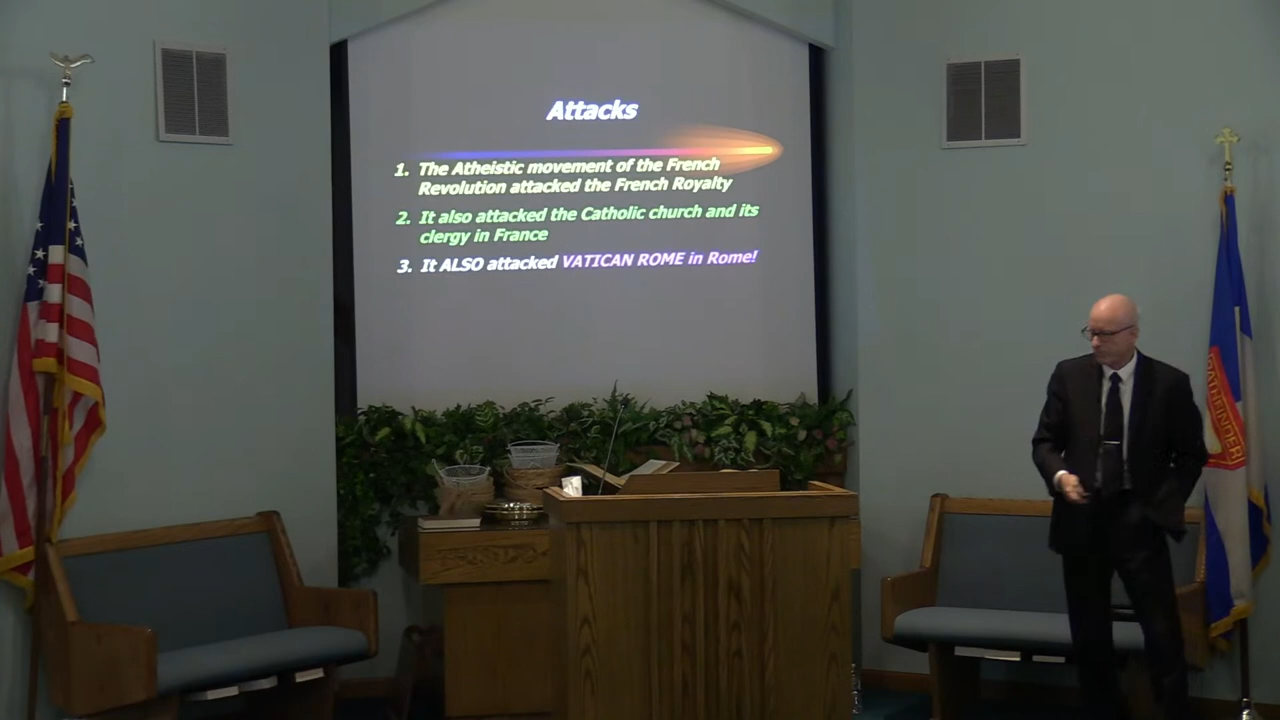 Attacks
1. The Atheistic movement of the French
Revolution attacked the French Royalty
2. It also attacked the Catholic church and its
clergy in France
3. It ALSO attacked VATICAN ROME in Rome!
PATHFINDER